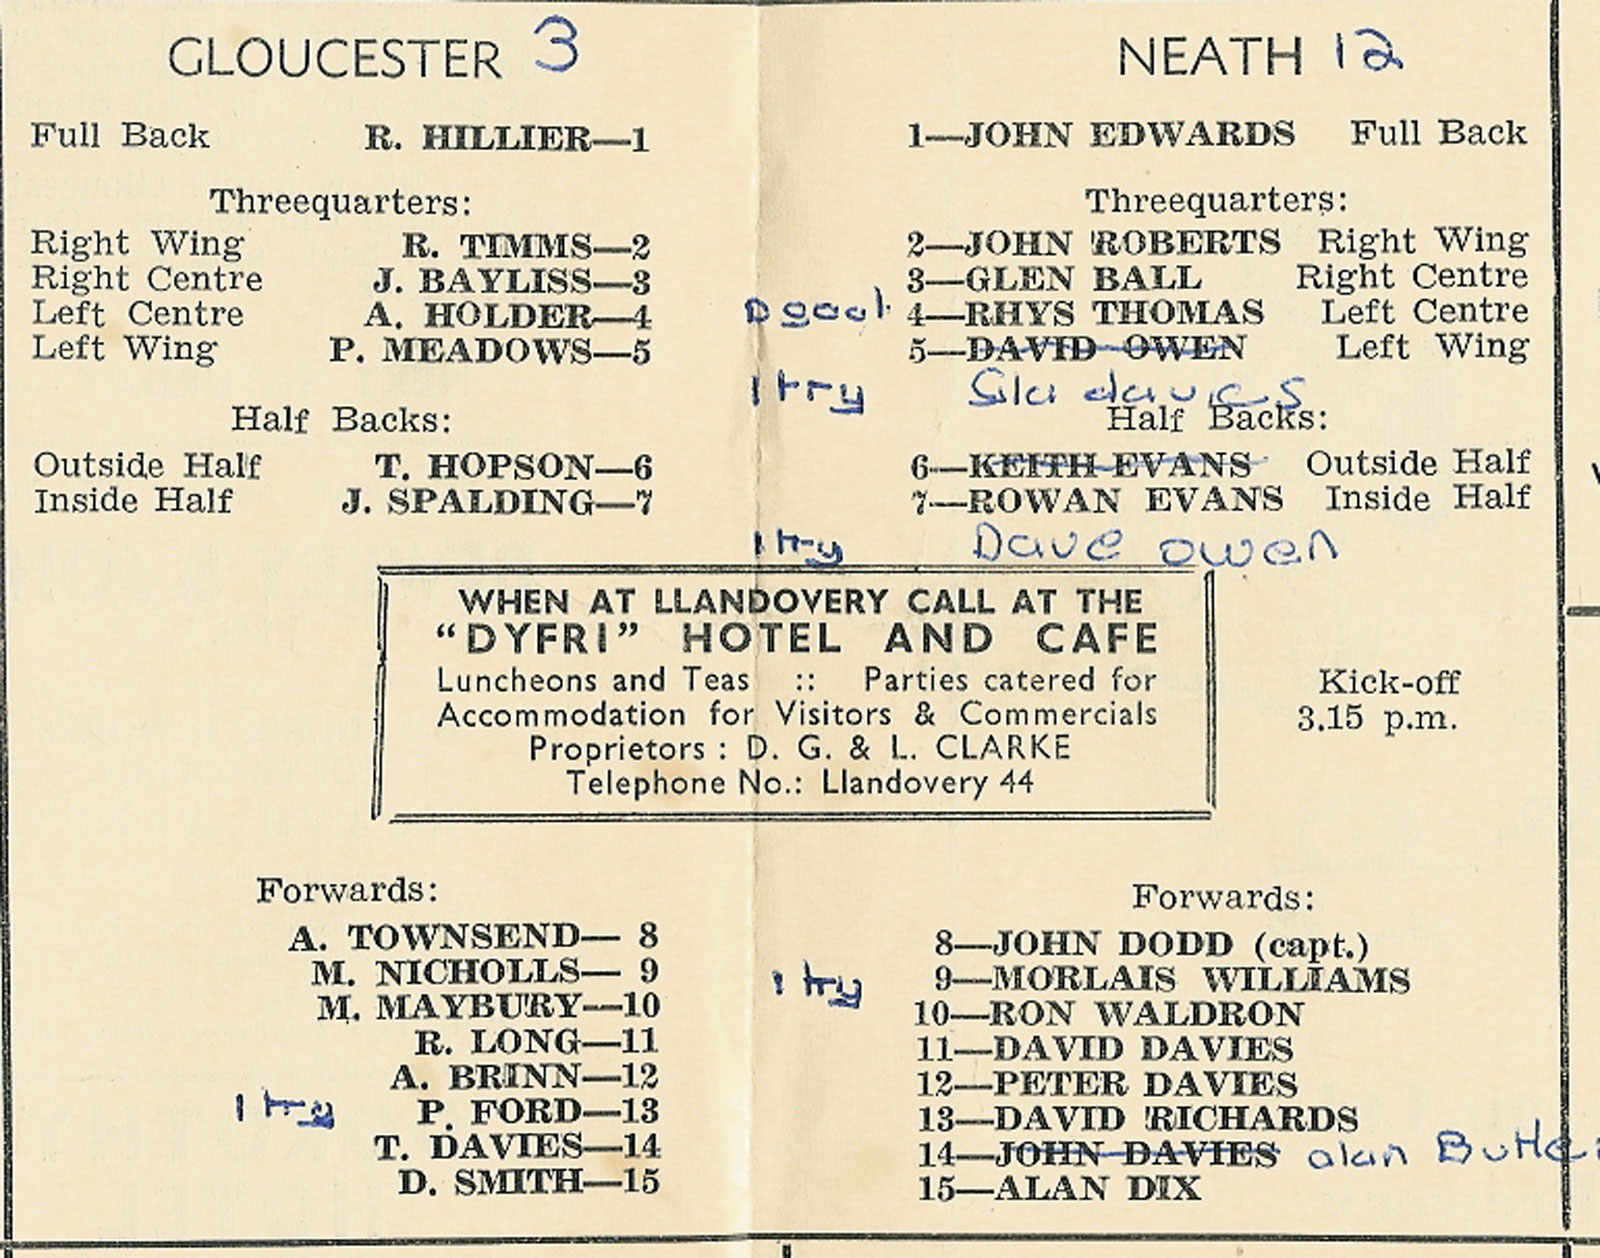 GLOUCESTER 3
Full Back R. HILLIER—1
Threequarters:
Right Wing R. TIMMS—2
Right Centre J. BAYLISS—3
Left Centre A. HOLDER—4
Left Wing P. MEADOWS—5
Half Backs:
Outside Half T. HOPSON—6
Inside Half J. SPALDING—7
NEATH 12
1—JOHN EDWARDS Full Back
Threequarters:
2—JOHN ROBERTS Right Wing
3—GLEN BALL Right Centre
D goal 4—RHYS THOMAS Left Centre
5—DAVID OWEN Left Wing
1 try davies
Half Backs:
6—KEITH EVANS Outside Half
7—ROWAN EVANS Inside Half
1 try Dave owen
WHEN AT LLANDOVERY CALL AT THE
"DYFRI" HOTEL AND CAFE
Luncheons and Teas :: Parties catered for
Accommodation for Visitors & Commercials
Proprietors : D. G. & L. CLARKE
Telephone No.: Llandovery 44
Kick-off
3.15 p.m.
Forwards:
A. TOWNSEND— 8
M. NICHOLLS— 9
M. MAYBURY—10
R. LONG—11
A. BRINN—12
1 try P. FORD—13
T. DAVIES—14
D. SMITH—15
Forwards:
8—JOHN DODD (capt.)
1 try 9—MORLAIS WILLIAMS
10—RON WALDRON
11—DAVID DAVIES
12—PETER DAVIES
13—DAVID RICHARDS
14—JOHN DAVIES alan Butler
15—ALAN DIX